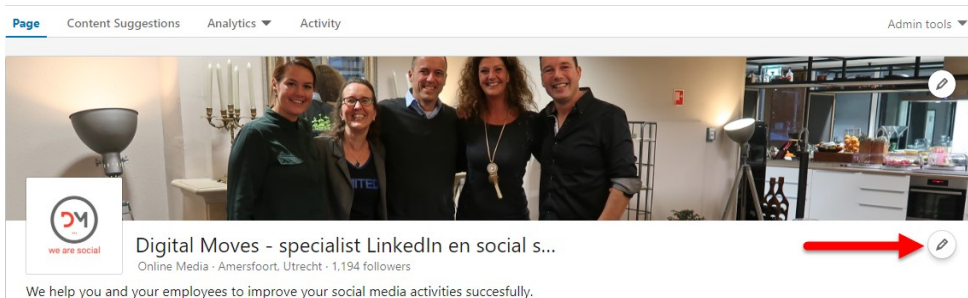 Page Content Suggestions Analytics Activity Admin tools
UNITED
DM
we are social
Digital Moves - specialist LinkedIn en social s...
Online Media · Amersfoort, Utrecht · 1,194 followers
We help you and your employees to improve your social media activities succesfully.